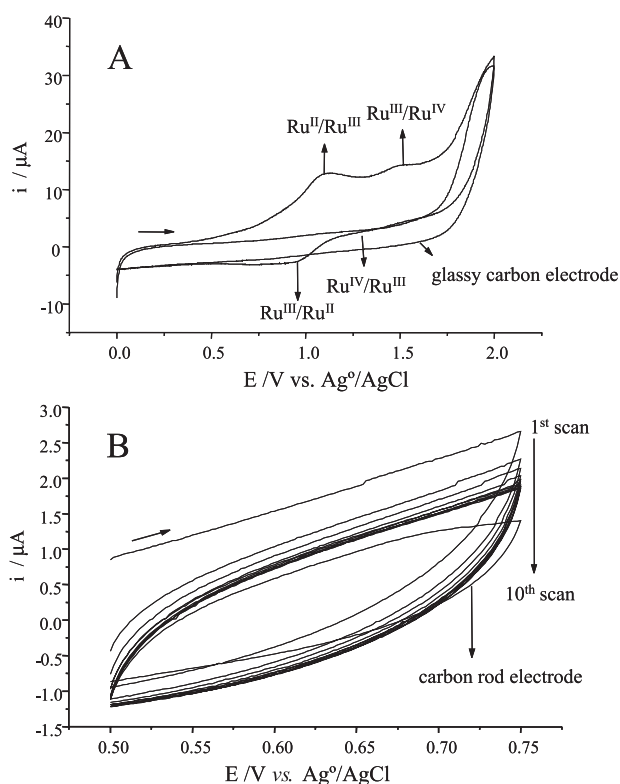 A
40
30
20
10
0
-10
i / μA
Ru^II/Ru^III
Ru^III/Ru^IV
Ru^III/Ru^II
Ru^IV/Ru^III
glassy carbon electrode
0.0 0.5 1.0 1.5 2.0
E /V vs. Agº/AgCl
B
3.0
2.5
2.0
1.5
1.0
0.5
0.0
-0.5
-1.0
-1.5
i / μA
1st scan
10th scan
carbon rod electrode
0.50 0.55 0.60 0.65 0.70 0.75
E /V vs. Agº/AgCl